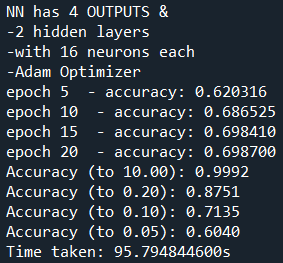 NN has 4 OUTPUTS &
-2 hidden layers
-with 16 neurons each
-Adam Optimizer
epoch 5  - accuracy: 0.620316
epoch 10  - accuracy: 0.686525
epoch 15  - accuracy: 0.698410
epoch 20  - accuracy: 0.698700
Accuracy (to 10.00): 0.9992
Accuracy (to 0.20): 0.8751
Accuracy (to 0.10): 0.7135
Accuracy (to 0.05): 0.6040
Time taken: 95.794844600s